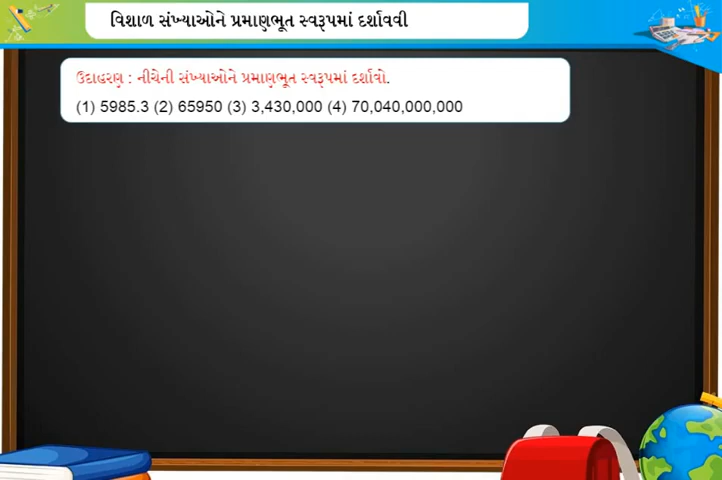 વિશાળ સંખ્યાઓને પ્રમાણભૂત સ્વરૂપમાં દર્શાવવી
ઉદાહરણ : નીચેની સંખ્યાઓને પ્રમાણભૂત સ્વરૂપમાં દર્શાવો.
(1) 5985.3 (2) 65950 (3) 3,430,000 (4) 70,040,000,000